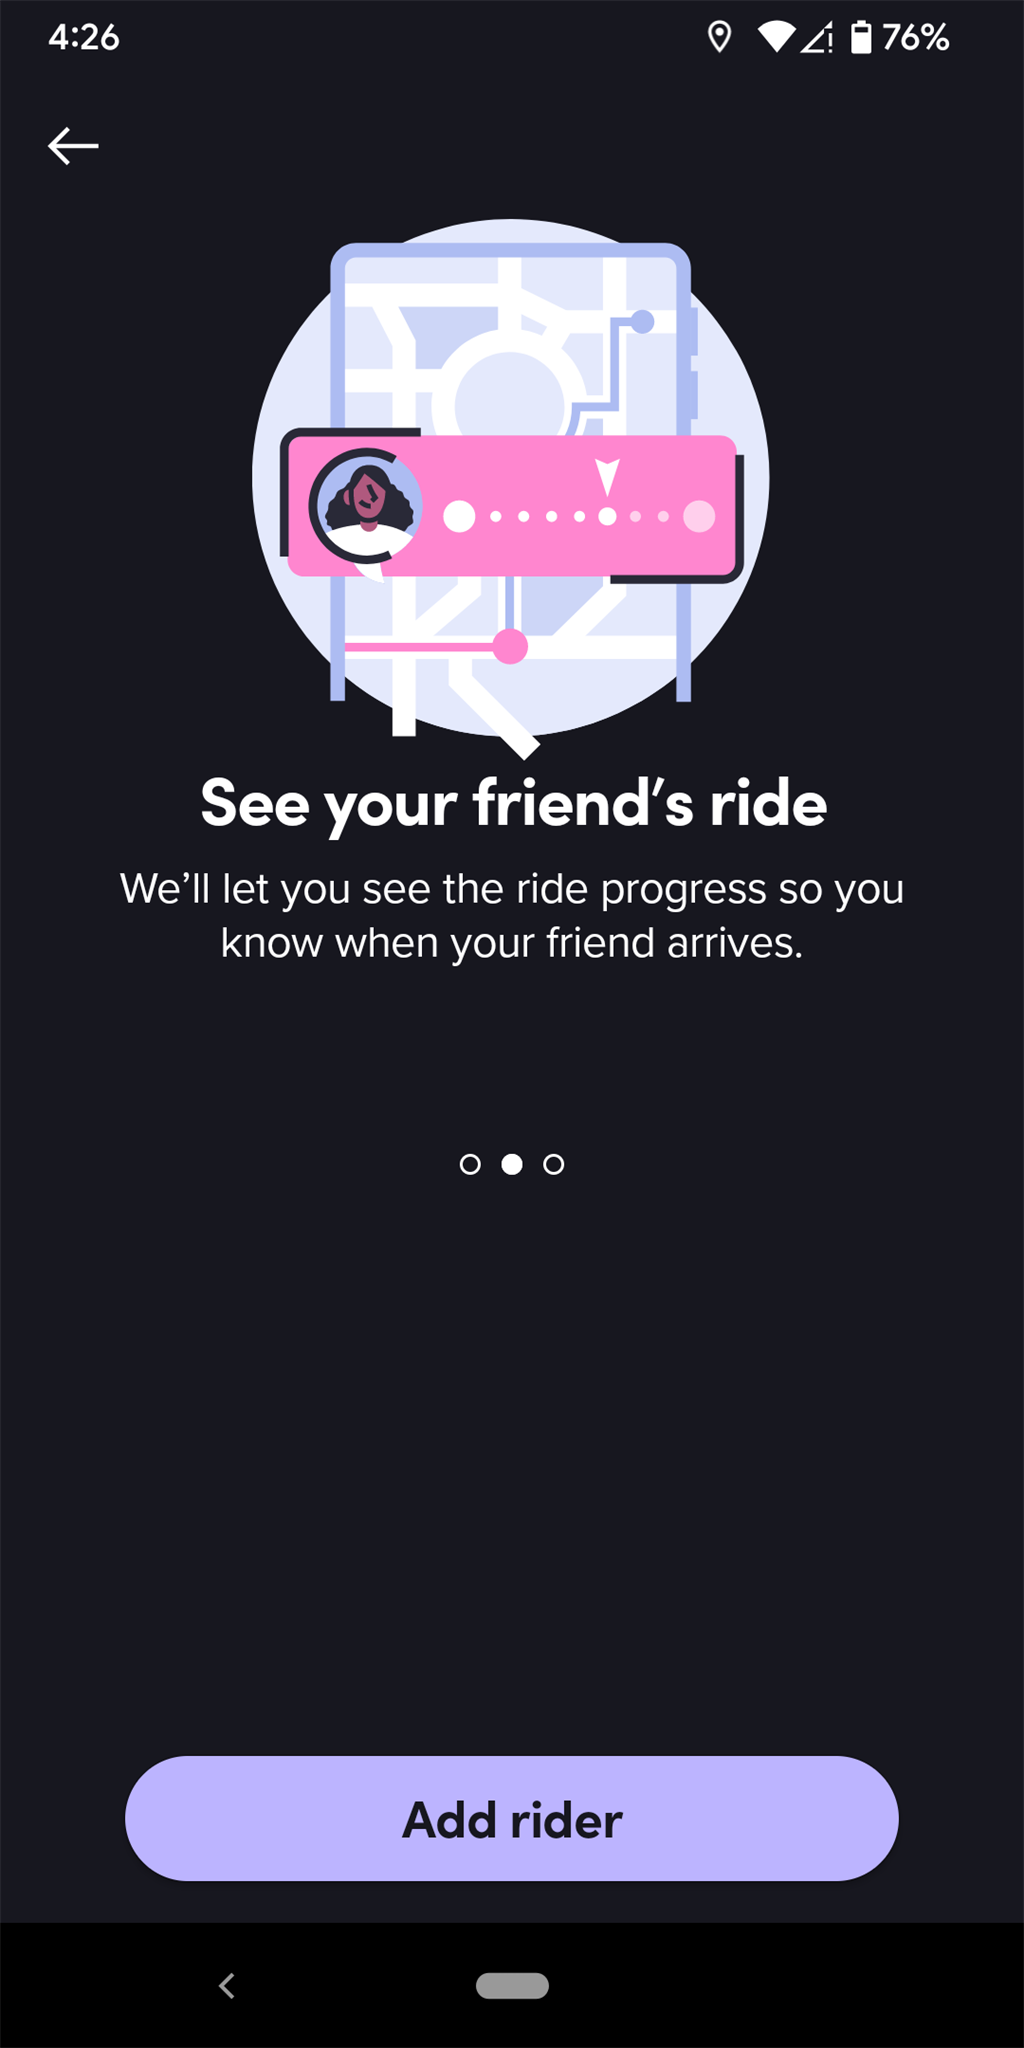 4:26
76%
See your friend’s ride
We’ll let you see the ride progress so you
know when your friend arrives.
Add rider